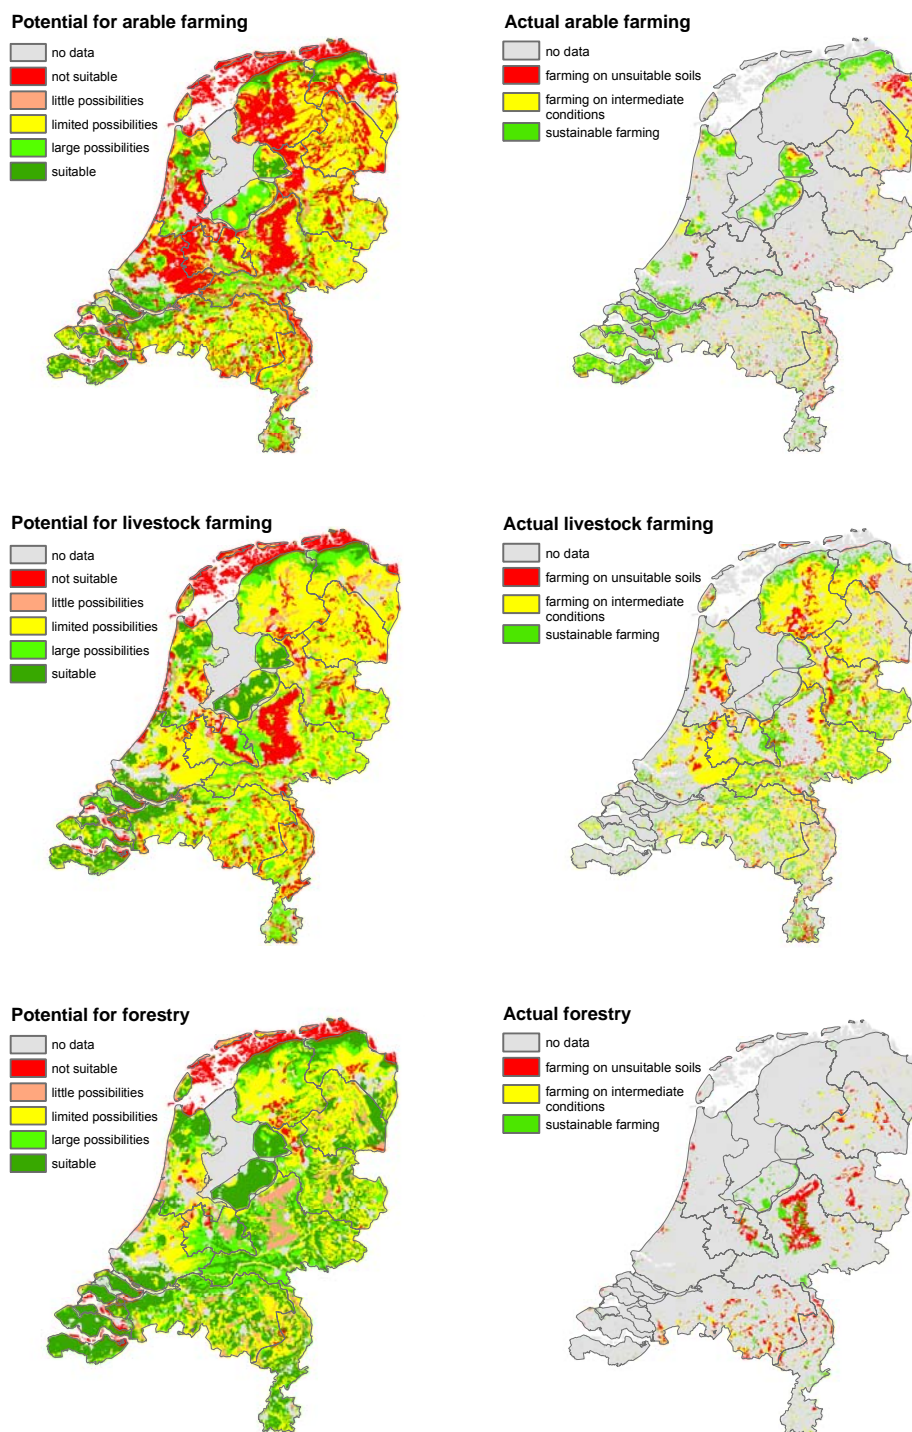 Potential for arable farming
no data
not suitable
little possibilities
limited possibilities
large possibilities
suitable
Actual arable farming
no data
farming on unsuitable soils
farming on intermediate
conditions
sustainable farming
Potential for livestock farming
no data
not suitable
little possibilities
limited possibilities
large possibilities
suitable
Actual livestock farming
no data
farming on unsuitable soils
farming on intermediate
conditions
sustainable farming
Potential for forestry
no data
not suitable
little possibilities
limited possibilities
large possibilities
suitable
Actual forestry
no data
farming on unsuitable soils
farming on intermediate
conditions
sustainable farming